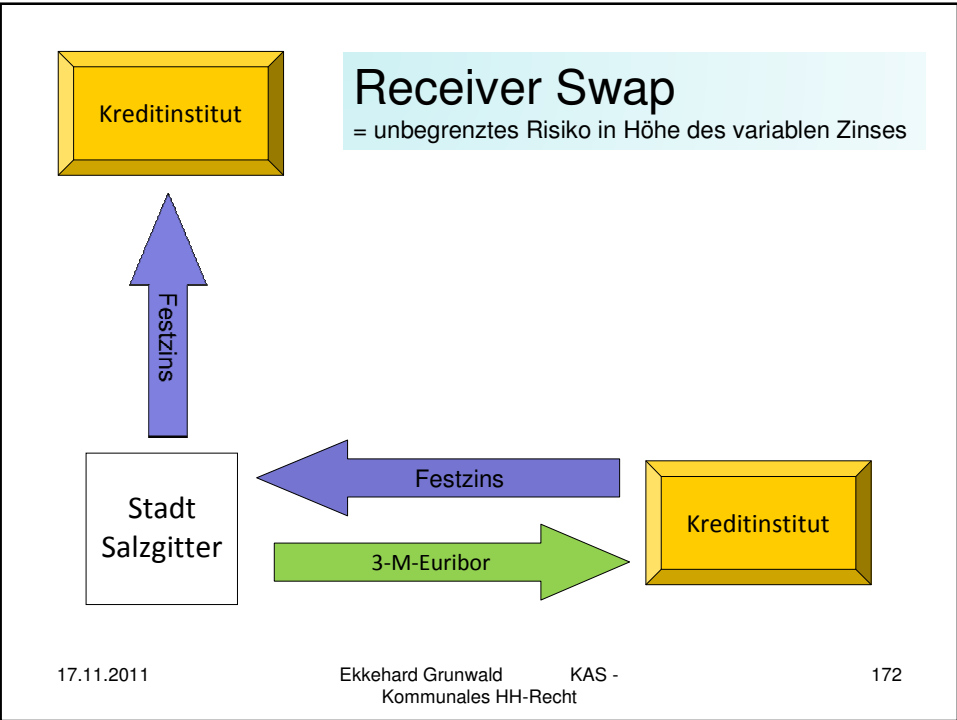 Kreditinstitut
Receiver Swap
= unbegrenztes Risiko in Höhe des variablen Zinses
Festzins
Festzins
Stadt
Salzgitter
Kreditinstitut
3-M-Euribor
17.11.2011
Ekkehard Grunwald KAS -
Kommunales HH-Recht
172